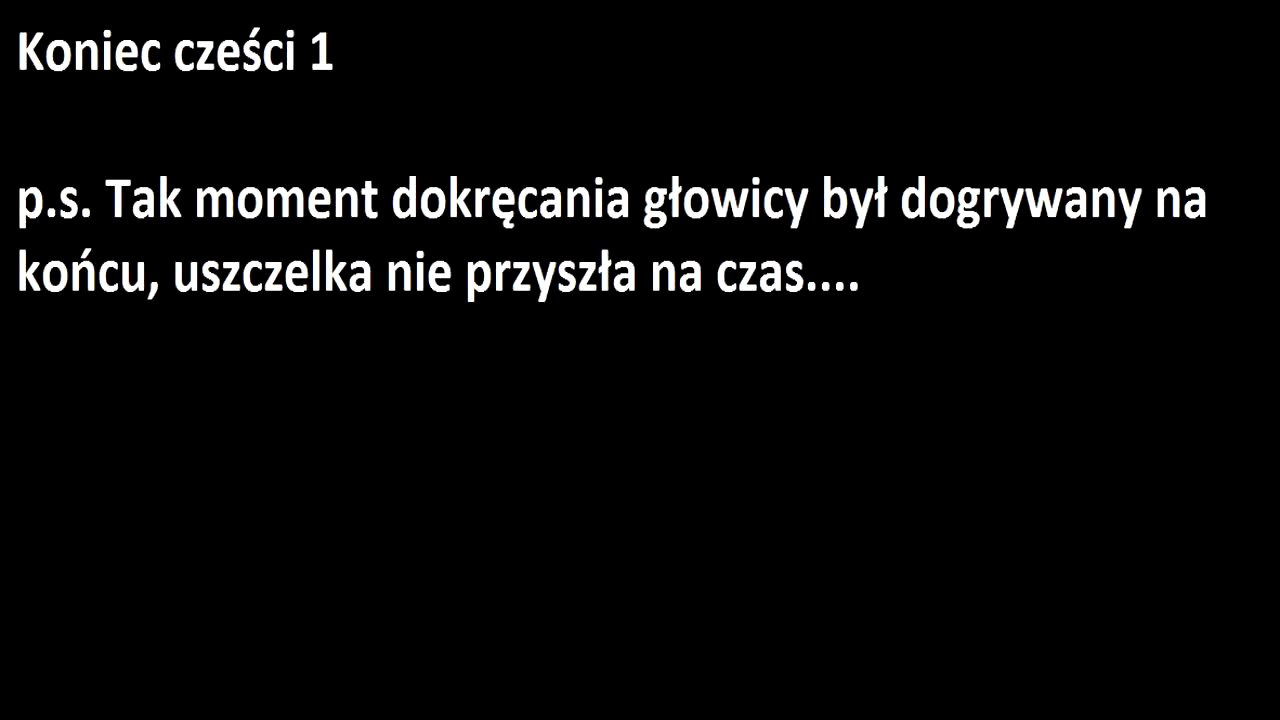 Koniec cześci 1
p.s. Tak moment dokręcania głowicy był dogrywany na
końcu, uszczelka nie przyszła na czas....